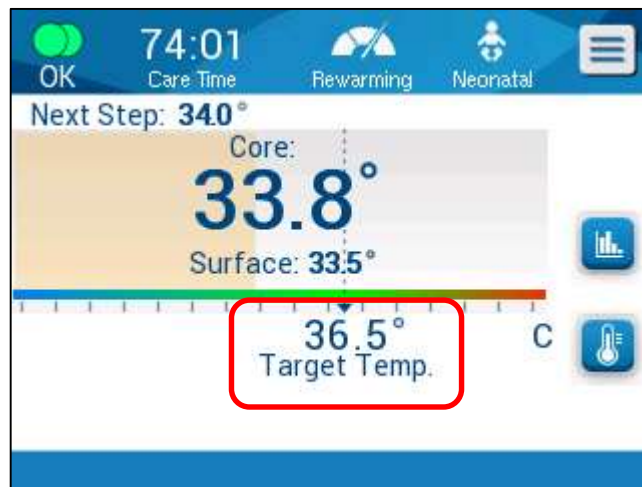 74:01
OK
Care Time
Rewarming
Neonatal
Next Step: 34.0°
Core:
33.8°
Surface: 33.5°
36.5°
C
Target Temp.